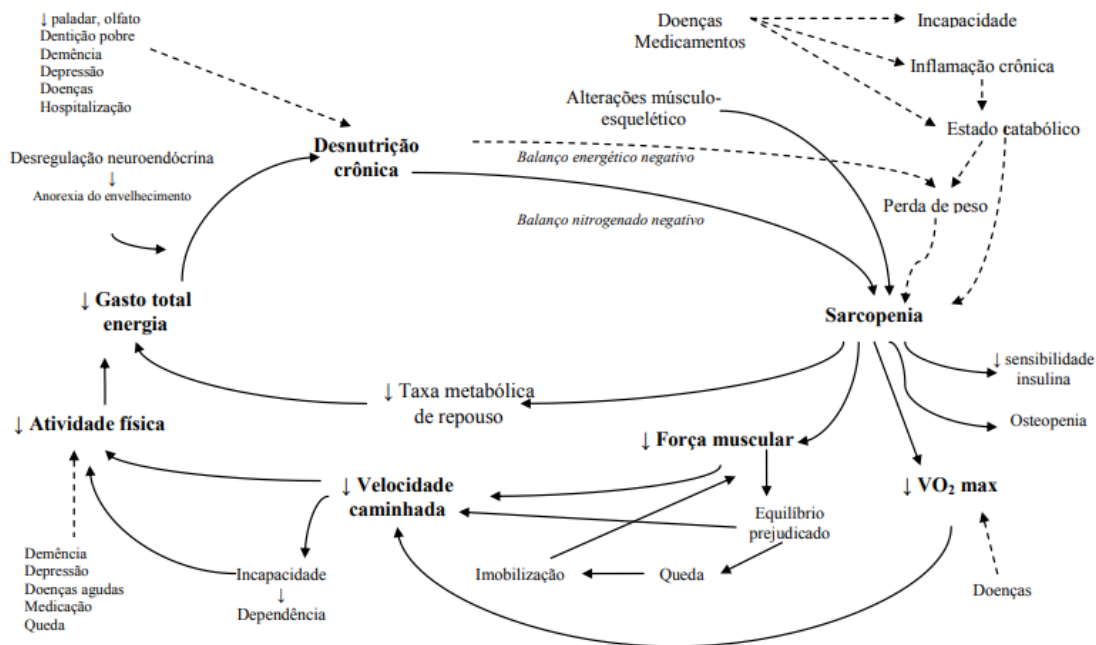 ↓ paladar, olfato
Dentição pobre
Demência
Depressão
Doenças
Hospitalização
Doenças
Medicamentos
Incapacidade
Inflamação crônica
Estado catabólico
Perda de peso
Alterações músculo-
esquelético
Desregulação neuroendócrina
↓
Anorexia do envelhecimento
Desnutrição
crônica
Balanço energético negativo
Balanço nitrogenado negativo
↓ Gasto total
energia
Sarcopenia
↓ sensibilidade
insulina
Osteopenia
↓ Taxa metabólica
de repouso
↓ Atividade física
↓ Força muscular
↓ VO₂ max
↓ Velocidade
caminhada
Equilíbrio
prejudicado
Demência
Depressão
Doenças agudas
Medicação
Queda
Incapacidade
↓
Dependência
Imobilização
Queda
Doenças